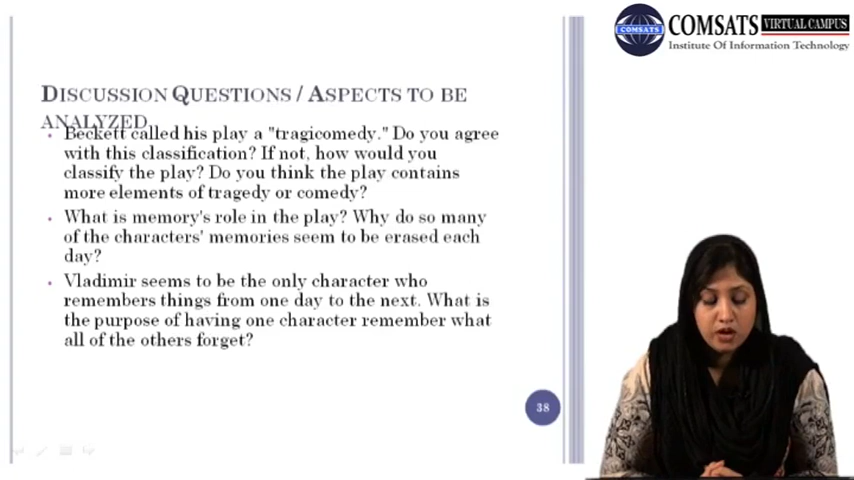 COMSATS VIRTUAL CAMPUS
COMSATS
Institute Of Information Technology
DISCUSSION QUESTIONS / ASPECTS TO BE
ANALYZED
• Beckett called his play a "tragicomedy." Do you agree
with this classification? If not, how would you
classify the play? Do you think the play contains
more elements of tragedy or comedy?
• What is memory's role in the play? Why do so many
of the characters' memories seem to be erased each
day?
• Vladimir seems to be the only character who
remembers things from one day to the next. What is
the purpose of having one character remember what
all of the others forget?
38